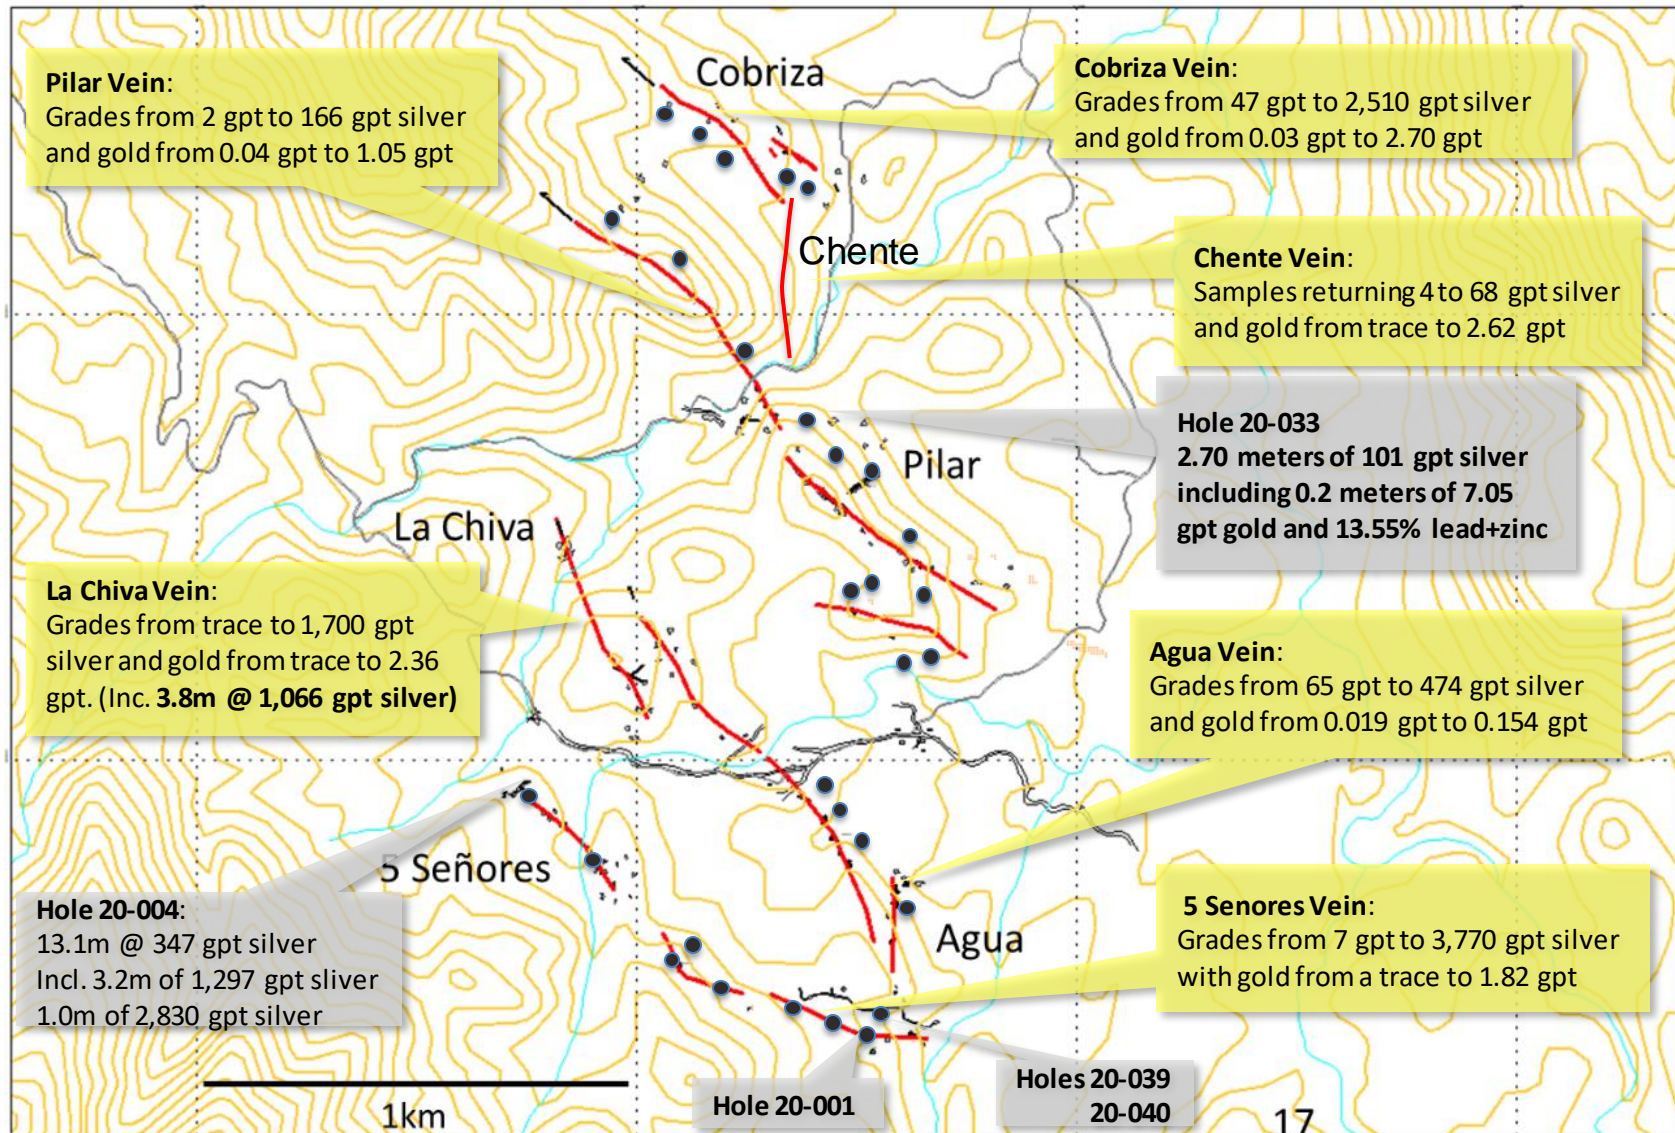 Pilar Vein:
Grades from 2 gpt to 166 gpt silver
and gold from 0.04 gpt to 1.05 gpt
Cobriza
Cobriza Vein:
Grades from 47 gpt to 2,510 gpt silver
and gold from 0.03 gpt to 2.70 gpt
Chente
Chente Vein:
Samples returning 4 to 68 gpt silver
and gold from trace to 2.62 gpt
Hole 20-033
2.70 meters of 101 gpt silver
including 0.2 meters of 7.05
gpt gold and 13.55% lead+zinc
Pilar
La Chiva
La Chiva Vein:
Grades from trace to 1,700 gpt
silver and gold from trace to 2.36
gpt. (Inc. 3.8m @ 1,066 gpt silver)
Agua Vein:
Grades from 65 gpt to 474 gpt silver
and gold from 0.019 gpt to 0.154 gpt
5 Señores
Hole 20-004:
13.1m @ 347 gpt silver
Incl. 3.2m of 1,297 gpt sliver
1.0m of 2,830 gpt silver
Agua
5 Senores Vein:
Grades from 7 gpt to 3,770 gpt silver
with gold from a trace to 1.82 gpt
1km
Hole 20-001
Holes 20-039
20-040
17